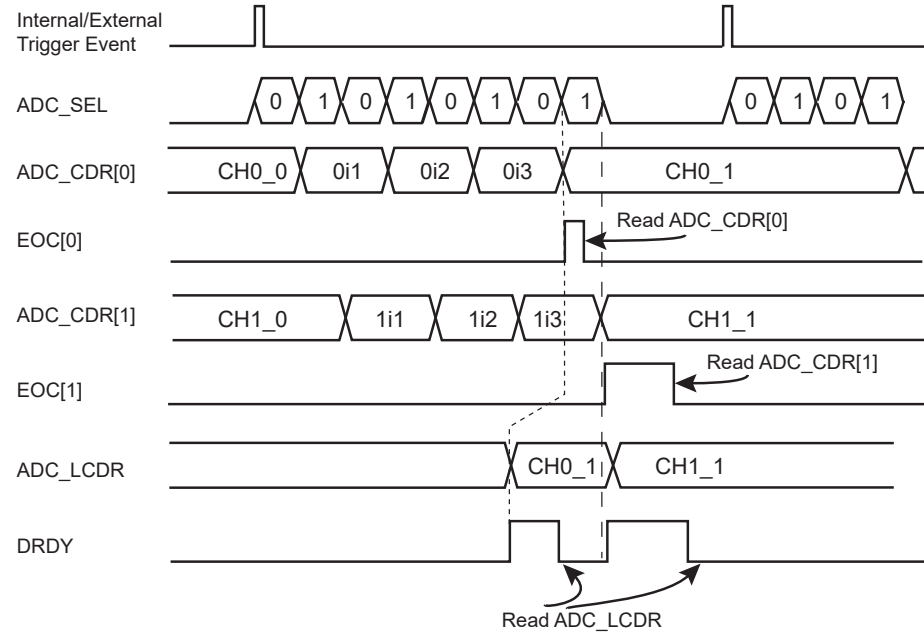 Internal/External
Trigger Event
ADC_SEL 0 1 0 1 0 1 0 1 0 1 0 1
ADC_CDR[0] CH0_0 0i1 0i2 0i3 CH0_1
EOC[0] Read ADC_CDR[0]
ADC_CDR[1] CH1_0 1i1 1i2 1i3 CH1_1
Read ADC_CDR[1]
EOC[1]
ADC_LCDR CH0_1 CH1_1
DRDY
Read ADC_LCDR